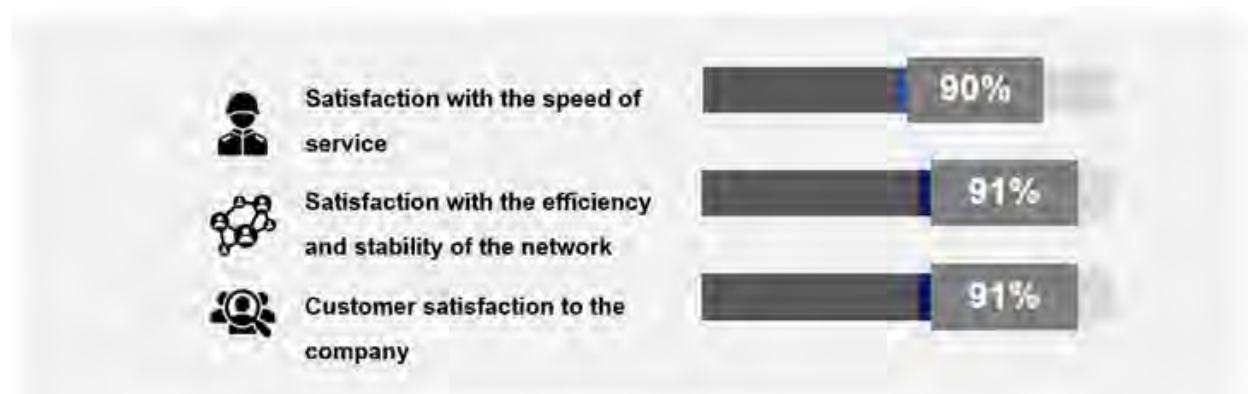 Satisfaction with the speed of
service
90%
Satisfaction with the efficiency
and stability of the network
91%
Customer satisfaction to the
company
91%